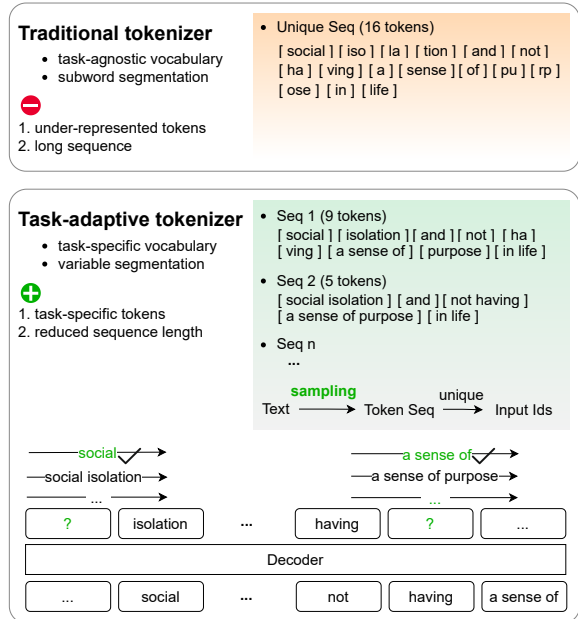 Traditional tokenizer
• task-agnostic vocabulary
• subword segmentation
1. under-represented tokens
2. long sequence
• Unique Seq (16 tokens)
[ social ] [ iso ] [ la ] [ tion ] [ and ] [ not ]
[ ha ] [ ving ] [ a ] [ sense ] [ of ] [ pu ] [ rp ]
[ ose ] [ in ] [ life ]
Task-adaptive tokenizer
• task-specific vocabulary
• variable segmentation
1. task-specific tokens
2. reduced sequence length
• Seq 1 (9 tokens)
[ social ] [ isolation ] [ and ] [ not ] [ ha ]
[ ving ] [ a sense of ] [ purpose ] [ in life ]
• Seq 2 (5 tokens)
[ social isolation ] [ and ] [ not having ]
[ a sense of purpose ] [ in life ]
• Seq n
...
sampling unique
Text Token Seq Input Ids
social a sense of
social isolation a sense of purpose
... ...
? isolation ... having ? ...
Decoder
... social ... not having a sense of